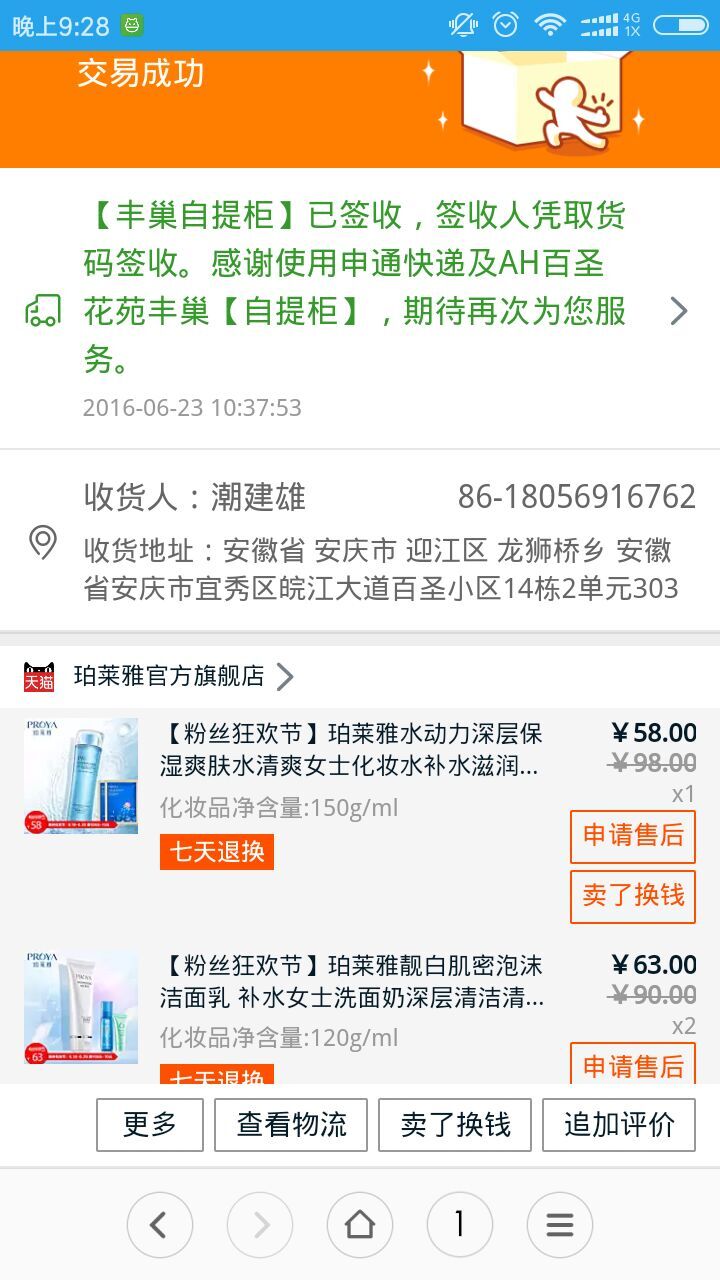 晚上9:28
4G
1X
交易成功
【丰巢自提柜】已签收，签收人凭取货
码签收。感谢使用申通快递及AH百圣
花苑丰巢【自提柜】，期待再次为您服
务。
2016-06-23 10:37:53
收货人：潮建雄 86-18056916762
收货地址：安徽省 安庆市 迎江区 龙狮桥乡 安徽
省安庆市宜秀区皖江大道百圣小区14栋2单元303
天猫 珀莱雅官方旗舰店
PROYA
珀莱雅
58
【粉丝狂欢节】珀莱雅水动力深层保
湿爽肤水清爽女士化妆水补水滋润...
化妆品净含量:150g/ml
七天退换
￥58.00
￥98.00
x1
申请售后
卖了换钱
PROYA
珀莱雅
63
【粉丝狂欢节】珀莱雅靓白肌密泡沫
洁面乳 补水女士洗面奶深层清洁清...
化妆品净含量:120g/ml
七天退换
￥63.00
￥90.00
x2
申请售后
更多 查看物流 卖了换钱 追加评价
1